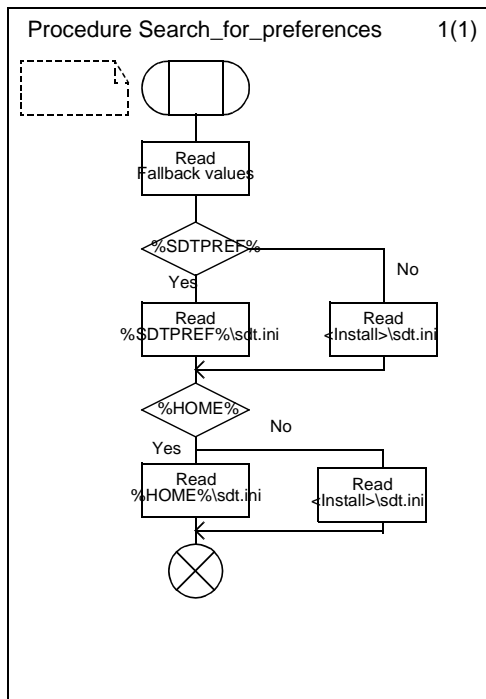 Procedure Search_for_preferences 1(1)
Read
Fallback values
%SDTPREF%
No
Yes
Read
%SDTPREF%\sdt.ini
Read
<Install>\sdt.ini
%HOME%
No
Yes
Read
%HOME%\sdt.ini
Read
<Install>\sdt.ini